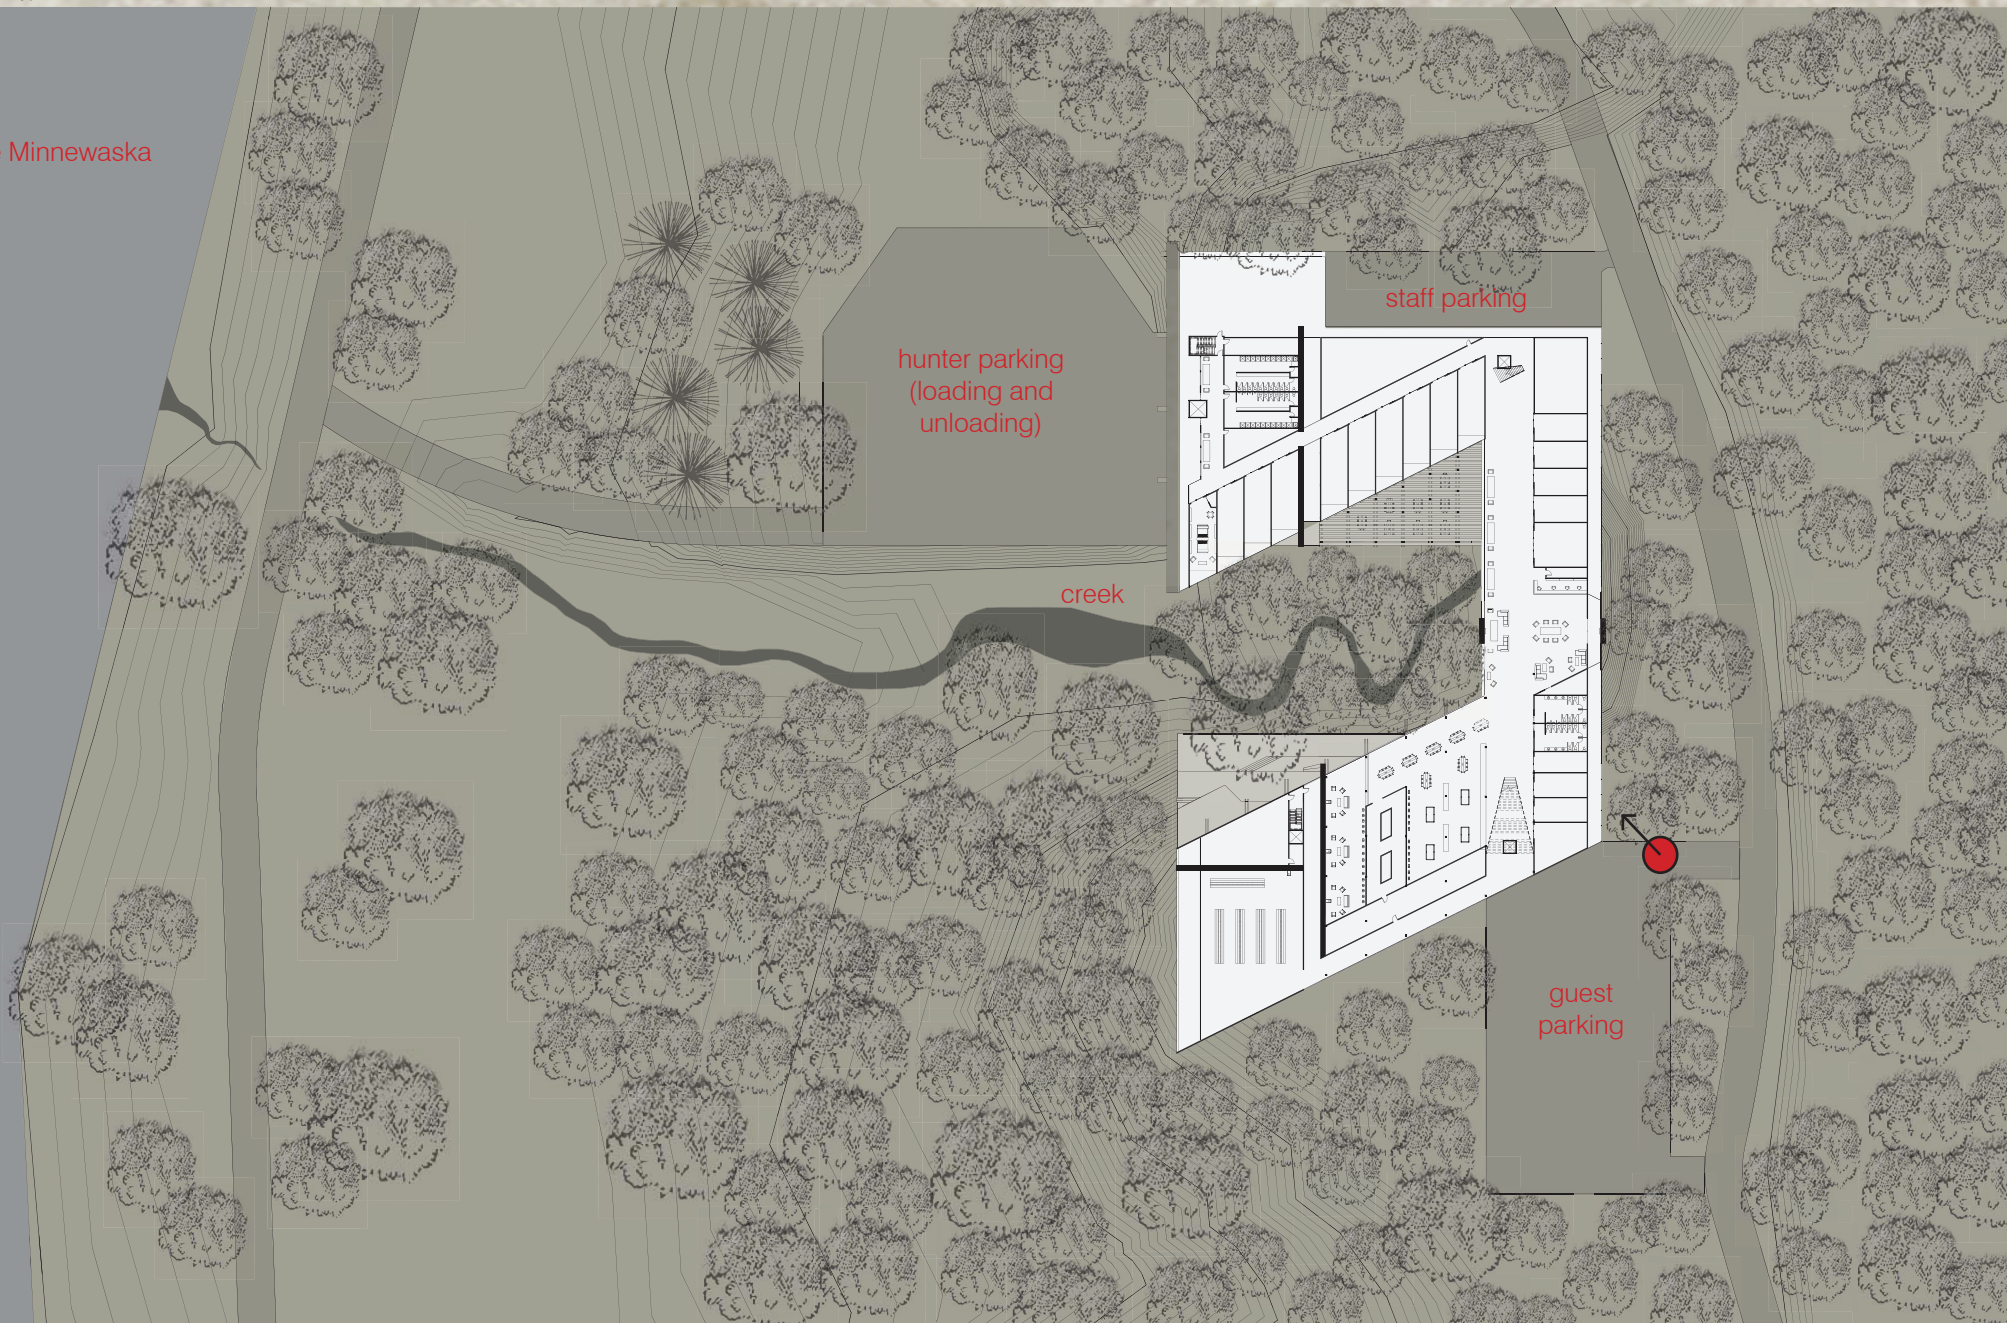 Minnewaska
staff parking
hunter parking
(loading and
unloading)
creek
guest
parking